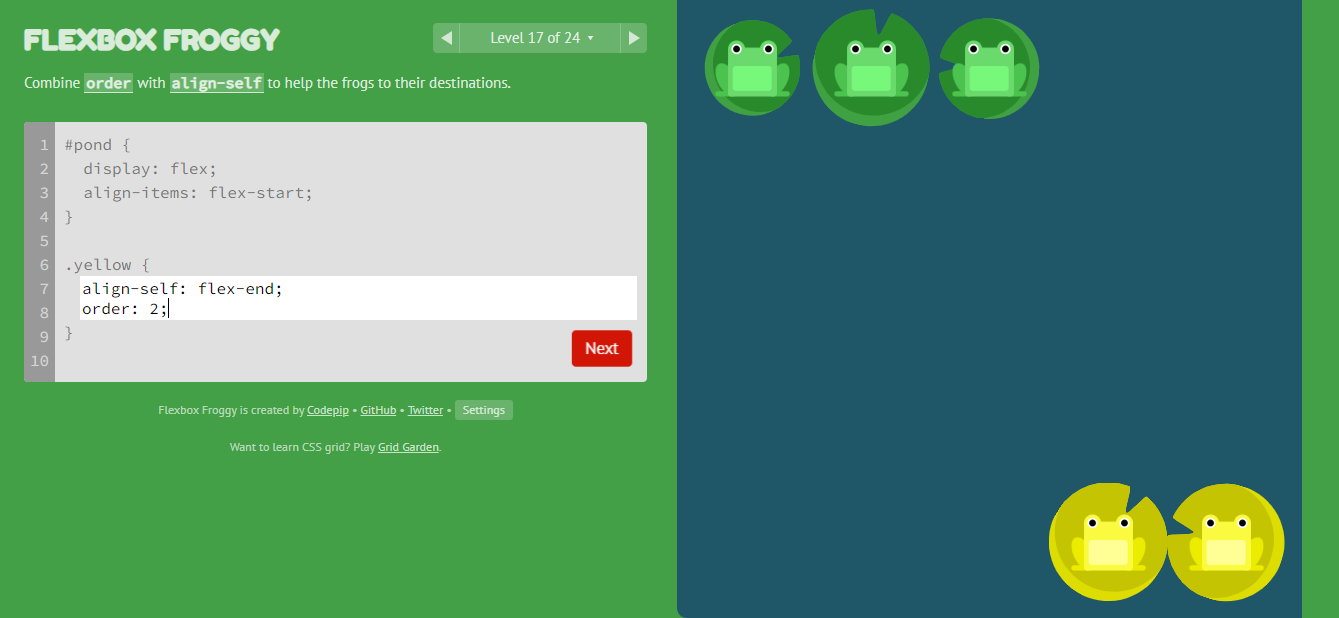 FLEXBOX FROGGY
◀ Level 17 of 24 ▾ ▶
Combine order with align-self to help the frogs to their destinations.
1 #pond {
2 display: flex;
3 align-items: flex-start;
4 }
5
6 .yellow {
7 align-self: flex-end;
8 order: 2;
9 }
10
Next
Flexbox Froggy is created by Codepip • GitHub • Twitter • Settings
Want to learn CSS grid? Play Grid Garden.